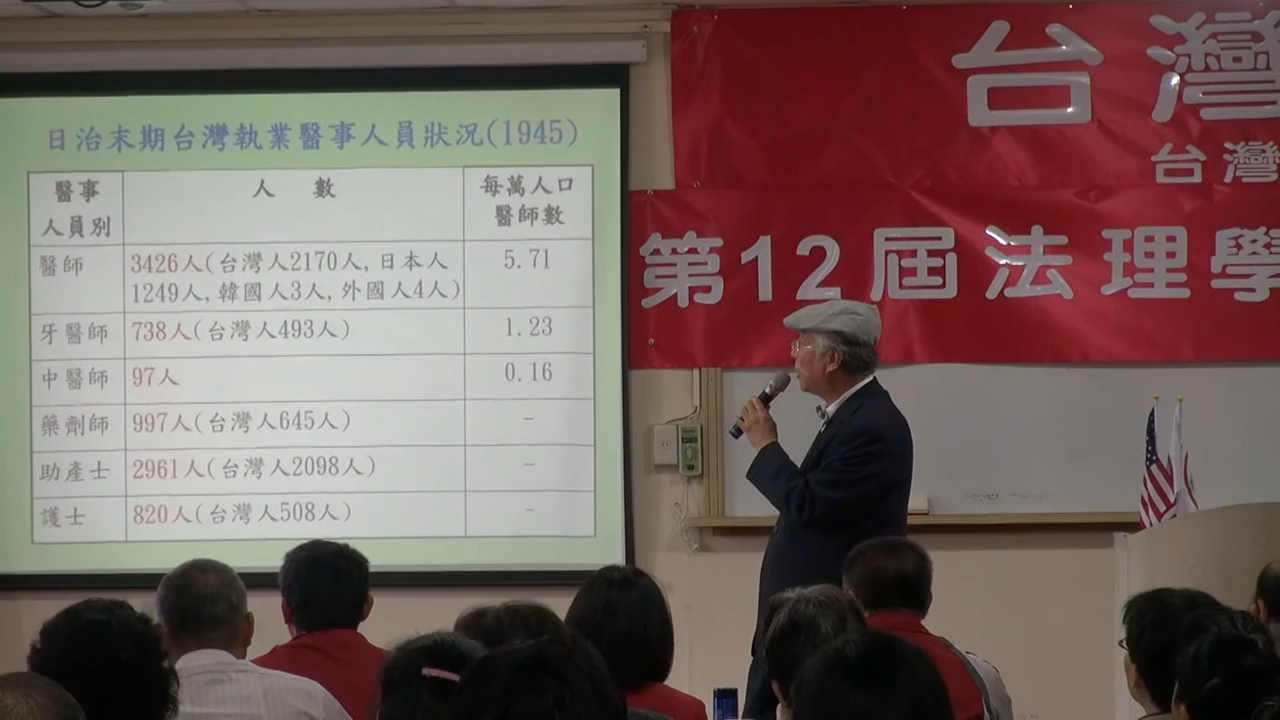 日治末期台灣執業醫事人員狀況(1945)
醫事
人員別
人 數
每萬人口
醫師數
醫師
3426人(台灣人2170人,日本人
1249人,韓國人3人,外國人4人)
5.71
牙醫師
738人(台灣人493人)
1.23
中醫師
97人
0.16
藥劑師
997人(台灣人645人)
-
助產士
2961人(台灣人2098人)
-
護士
820人(台灣人508人)
-
台灣
台灣
第12屆法理學